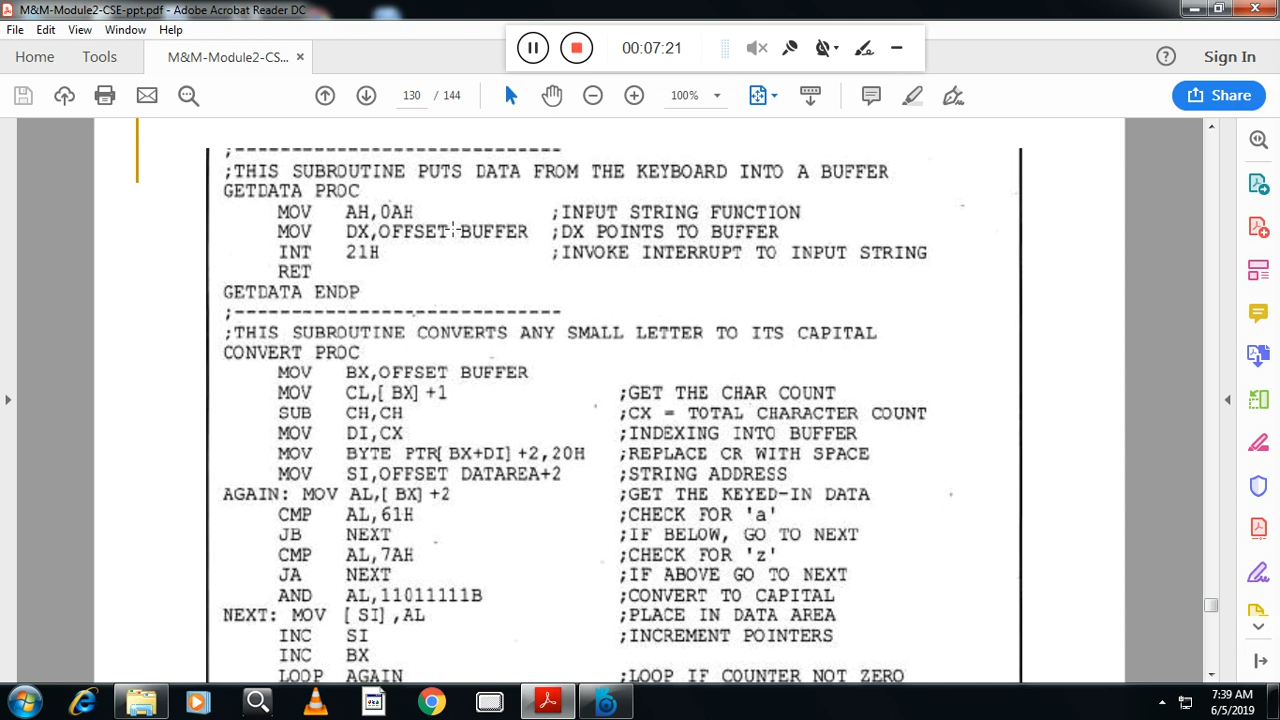 M&M-Module2-CSE-ppt.pdf - Adobe Acrobat Reader DC
File Edit View Window Help
00:07:21
Home Tools M&M-Module2-CS... × Sign In
130 / 144 100% Share
;-----------------------------
;THIS SUBROUTINE PUTS DATA FROM THE KEYBOARD INTO A BUFFER
GETDATA PROC
MOV AH,0AH ;INPUT STRING FUNCTION
MOV DX,OFFSET BUFFER ;DX POINTS TO BUFFER
INT 21H ;INVOKE INTERRUPT TO INPUT STRING
RET
GETDATA ENDP
;-----------------------------
;THIS SUBROUTINE CONVERTS ANY SMALL LETTER TO ITS CAPITAL
CONVERT PROC
MOV BX,OFFSET BUFFER
MOV CL,[BX]+1 ;GET THE CHAR COUNT
SUB CH,CH ;CX = TOTAL CHARACTER COUNT
MOV DI,CX ;INDEXING INTO BUFFER
MOV BYTE PTR[BX+DI]+2,20H ;REPLACE CR WITH SPACE
MOV SI,OFFSET DATAREA+2 ;STRING ADDRESS
AGAIN: MOV AL,[BX]+2 ;GET THE KEYED-IN DATA
CMP AL,61H ;CHECK FOR 'a'
JB NEXT ;IF BELOW, GO TO NEXT
CMP AL,7AH ;CHECK FOR 'z'
JA NEXT ;IF ABOVE GO TO NEXT
AND AL,11011111B ;CONVERT TO CAPITAL
NEXT: MOV [SI],AL ;PLACE IN DATA AREA
INC SI ;INCREMENT POINTERS
INC BX
LOOP AGAIN ;LOOP IF COUNTER NOT ZERO
7:39 AM
6/5/2019